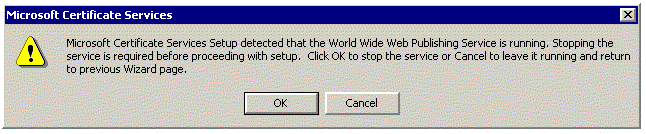 Microsoft Certificate Services
Microsoft Certificate Services Setup detected that the World Wide Web Publishing Service is running. Stopping the
service is required before proceeding with setup.  Click OK to stop the service or Cancel to leave it running and return
to previous Wizard page.
OK
Cancel